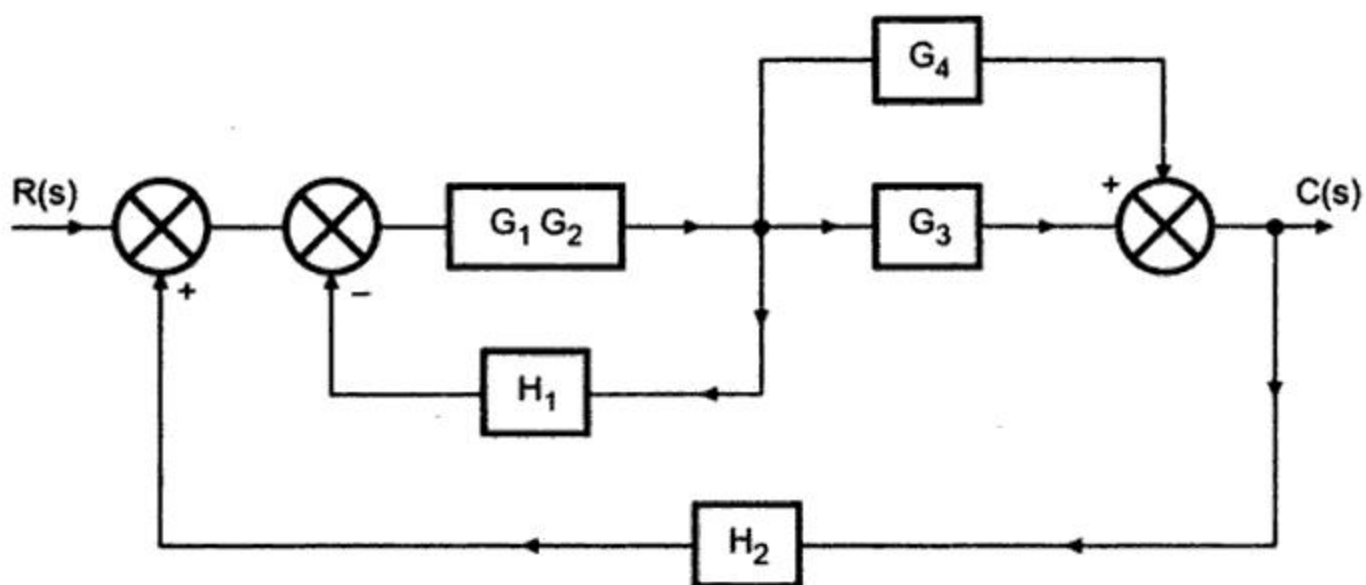 G₄
R(s) + C(s)
G₁ G₂ G₃
+ −
H₁
H₂